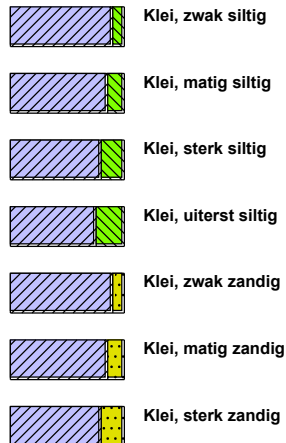 Klei, zwak siltig
Klei, matig siltig
Klei, sterk siltig
Klei, uiterst siltig
Klei, zwak zandig
Klei, matig zandig
Klei, sterk zandig